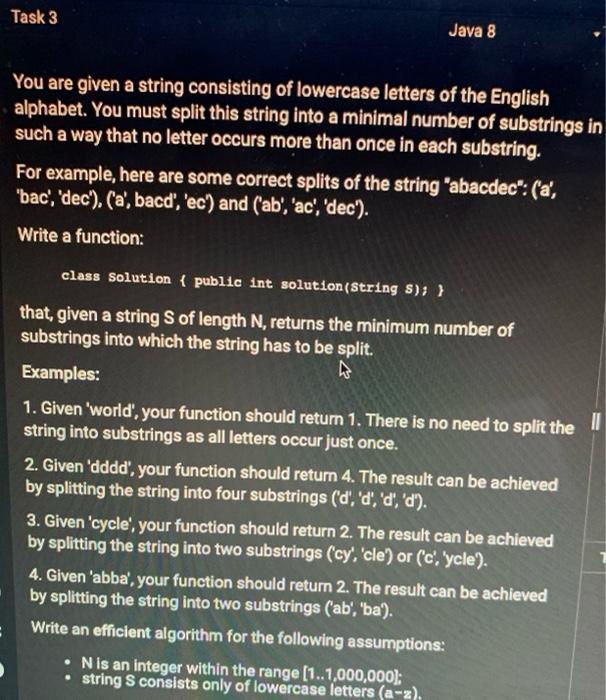 Task 3
Java 8
You are given a string consisting of lowercase letters of the English
alphabet. You must split this string into a minimal number of substrings in
such a way that no letter occurs more than once in each substring.
For example, here are some correct splits of the string "abacdec": ('a',
'bac', 'dec'), ('a', bacd', 'ec') and ('ab', 'ac', 'dec').
Write a function:
class Solution { public int solution(String S); }
that, given a string S of length N, returns the minimum number of
substrings into which the string has to be split.
Examples:
1. Given 'world', your function should return 1. There is no need to split the
string into substrings as all letters occur just once.
2. Given 'dddd', your function should return 4. The result can be achieved
by splitting the string into four substrings ('d', 'd', 'd', 'd').
3. Given 'cycle', your function should return 2. The result can be achieved
by splitting the string into two substrings ('cy', 'cle') or ('c', 'ycle').
4. Given 'abba', your function should return 2. The result can be achieved
by splitting the string into two substrings ('ab', 'ba').
Write an efficient algorithm for the following assumptions:
• N is an integer within the range [1..1,000,000];
• string S consists only of lowercase letters (a-z).